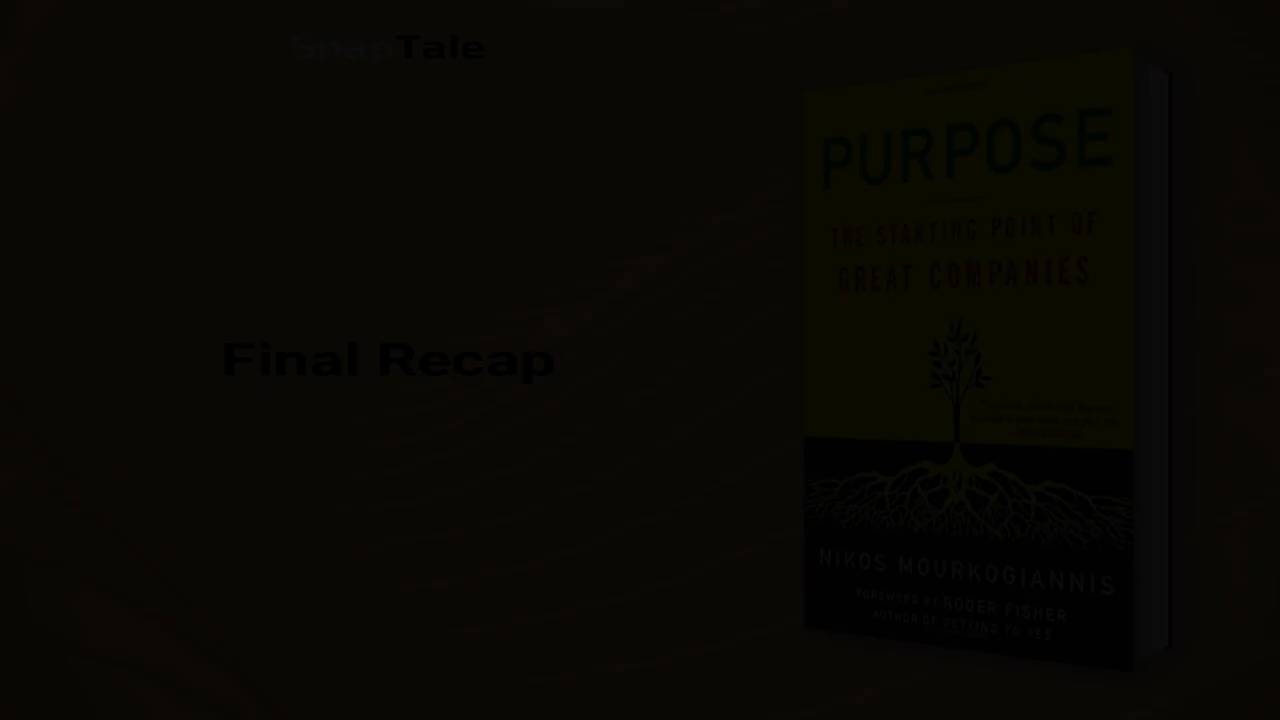 SnapTale
Final Recap
PURPOSE
THE STARTING POINT OF
GREAT COMPANIES
NIKOS MOURKOGIANNIS
FOREWORD BY ROGER FISHER
AUTHOR OF GETTING TO YES